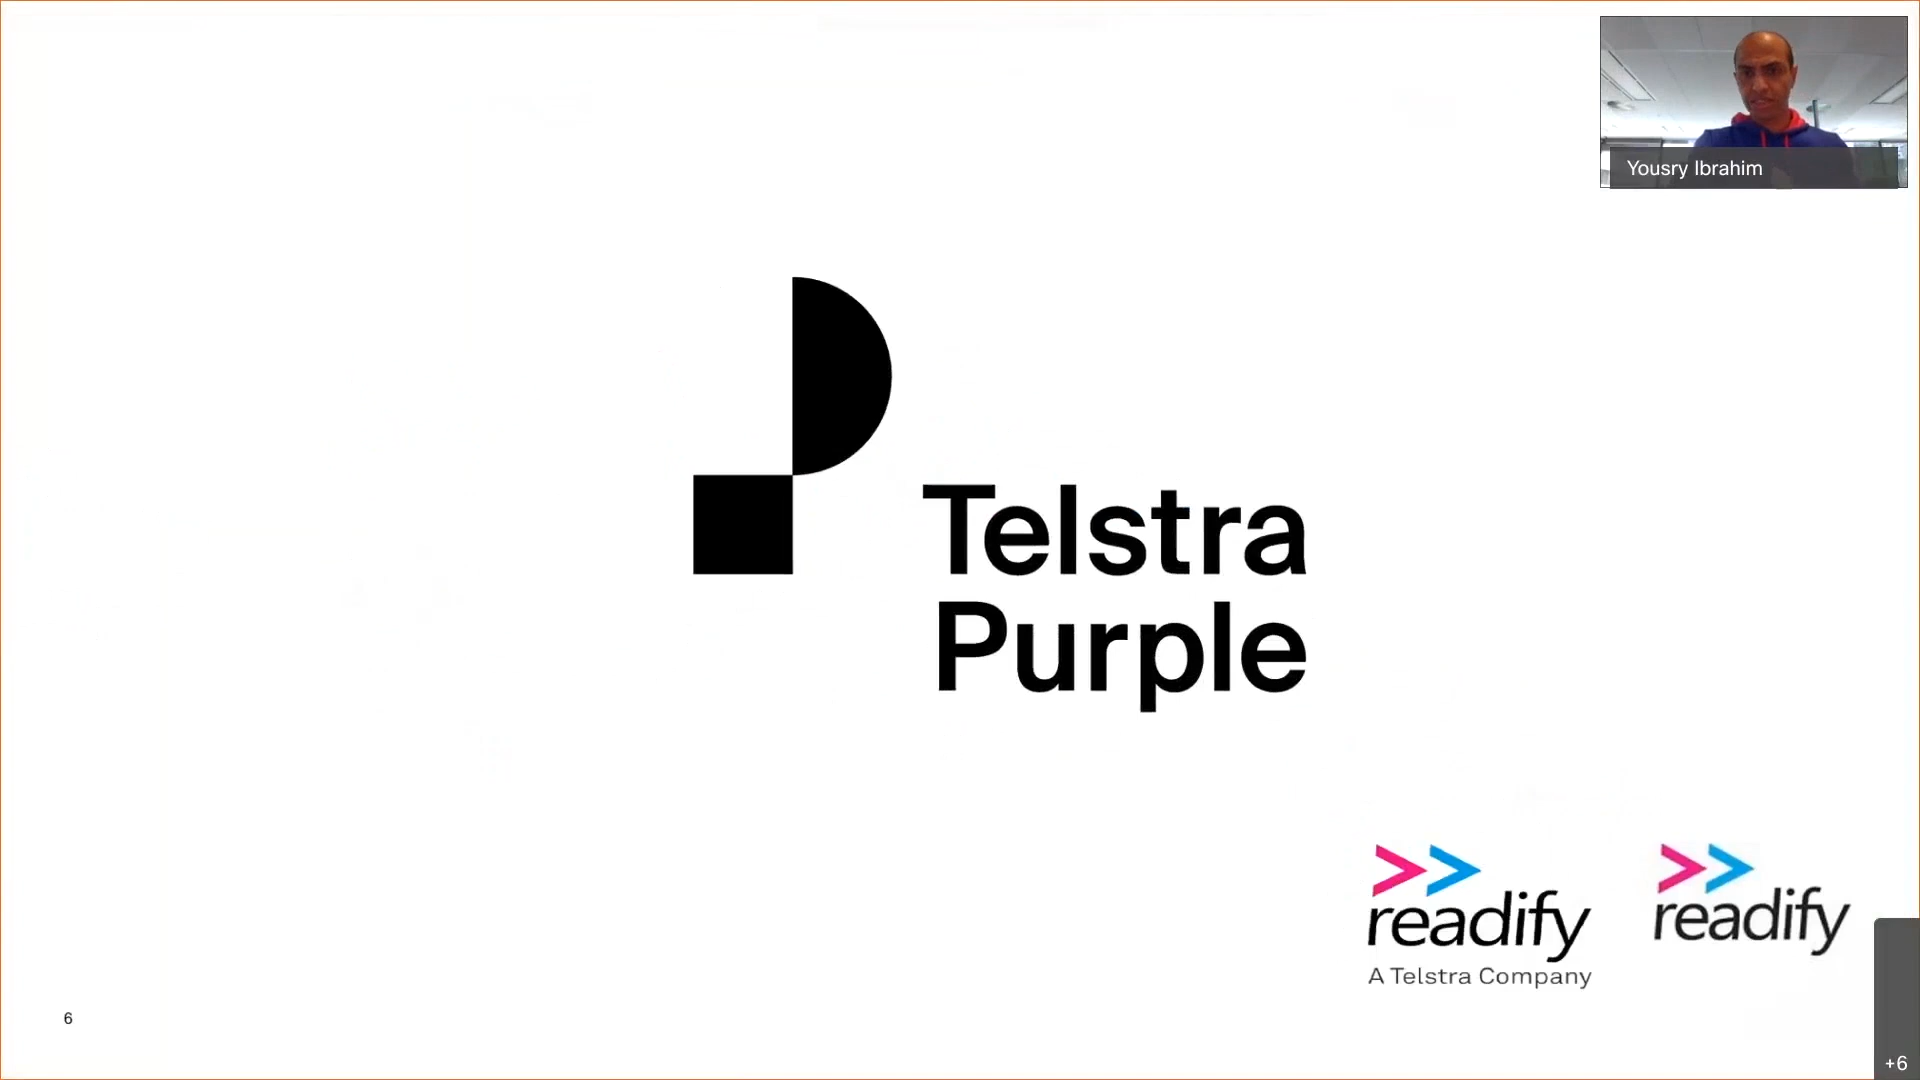 Yousry Ibrahim
Telstra
Purple
readify
A Telstra Company
readify
6
+6